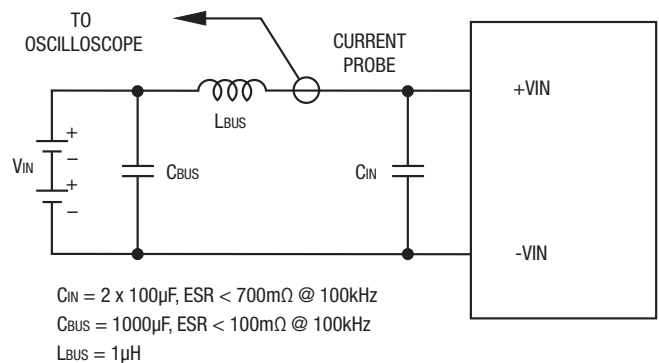 TO
OSCILLOSCOPE
CURRENT
PROBE
+VIN
LBUS
VIN
+
−
+
−
CBUS
CIN
-VIN
CIN = 2 x 100µF, ESR < 700mΩ @ 100kHz
CBUS = 1000µF, ESR < 100mΩ @ 100kHz
LBUS = 1µH